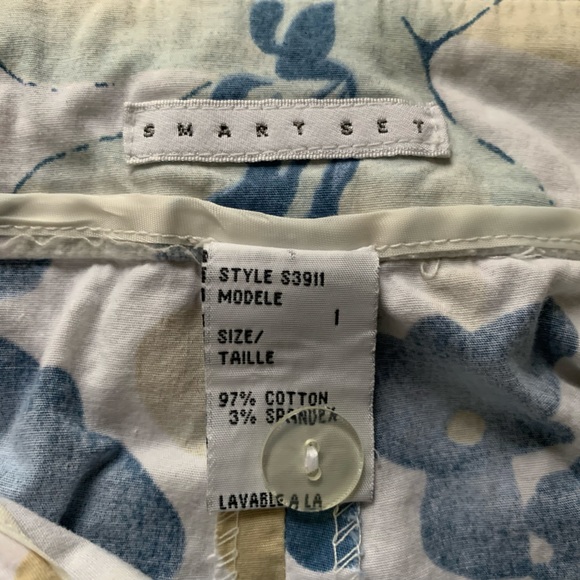 SMART SET
STYLE S3911
MODELE
1
SIZE/
TAILLE
97% COTTON
3% SPANDEX
LAVABLE A LA